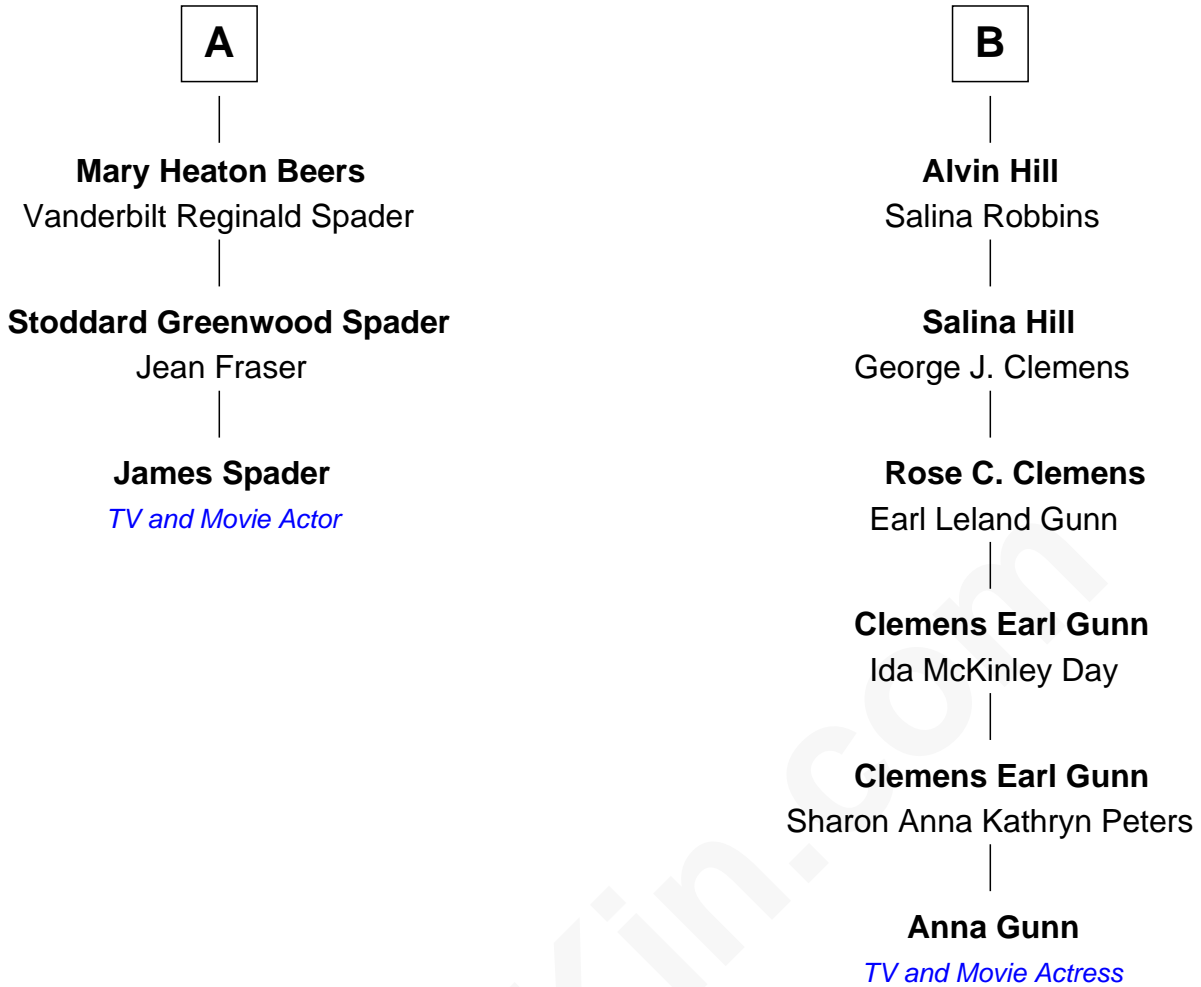 A
Mary Heaton Beers
Vanderbilt Reginald Spader
Stoddard Greenwood Spader
Jean Fraser
James Spader
TV and Movie Actor
B
Alvin Hill
Salina Robbins
Salina Hill
George J. Clemens
Rose C. Clemens
Earl Leland Gunn
Clemens Earl Gunn
Ida McKinley Day
Clemens Earl Gunn
Sharon Anna Kathryn Peters
Anna Gunn
TV and Movie Actress
Kin.com